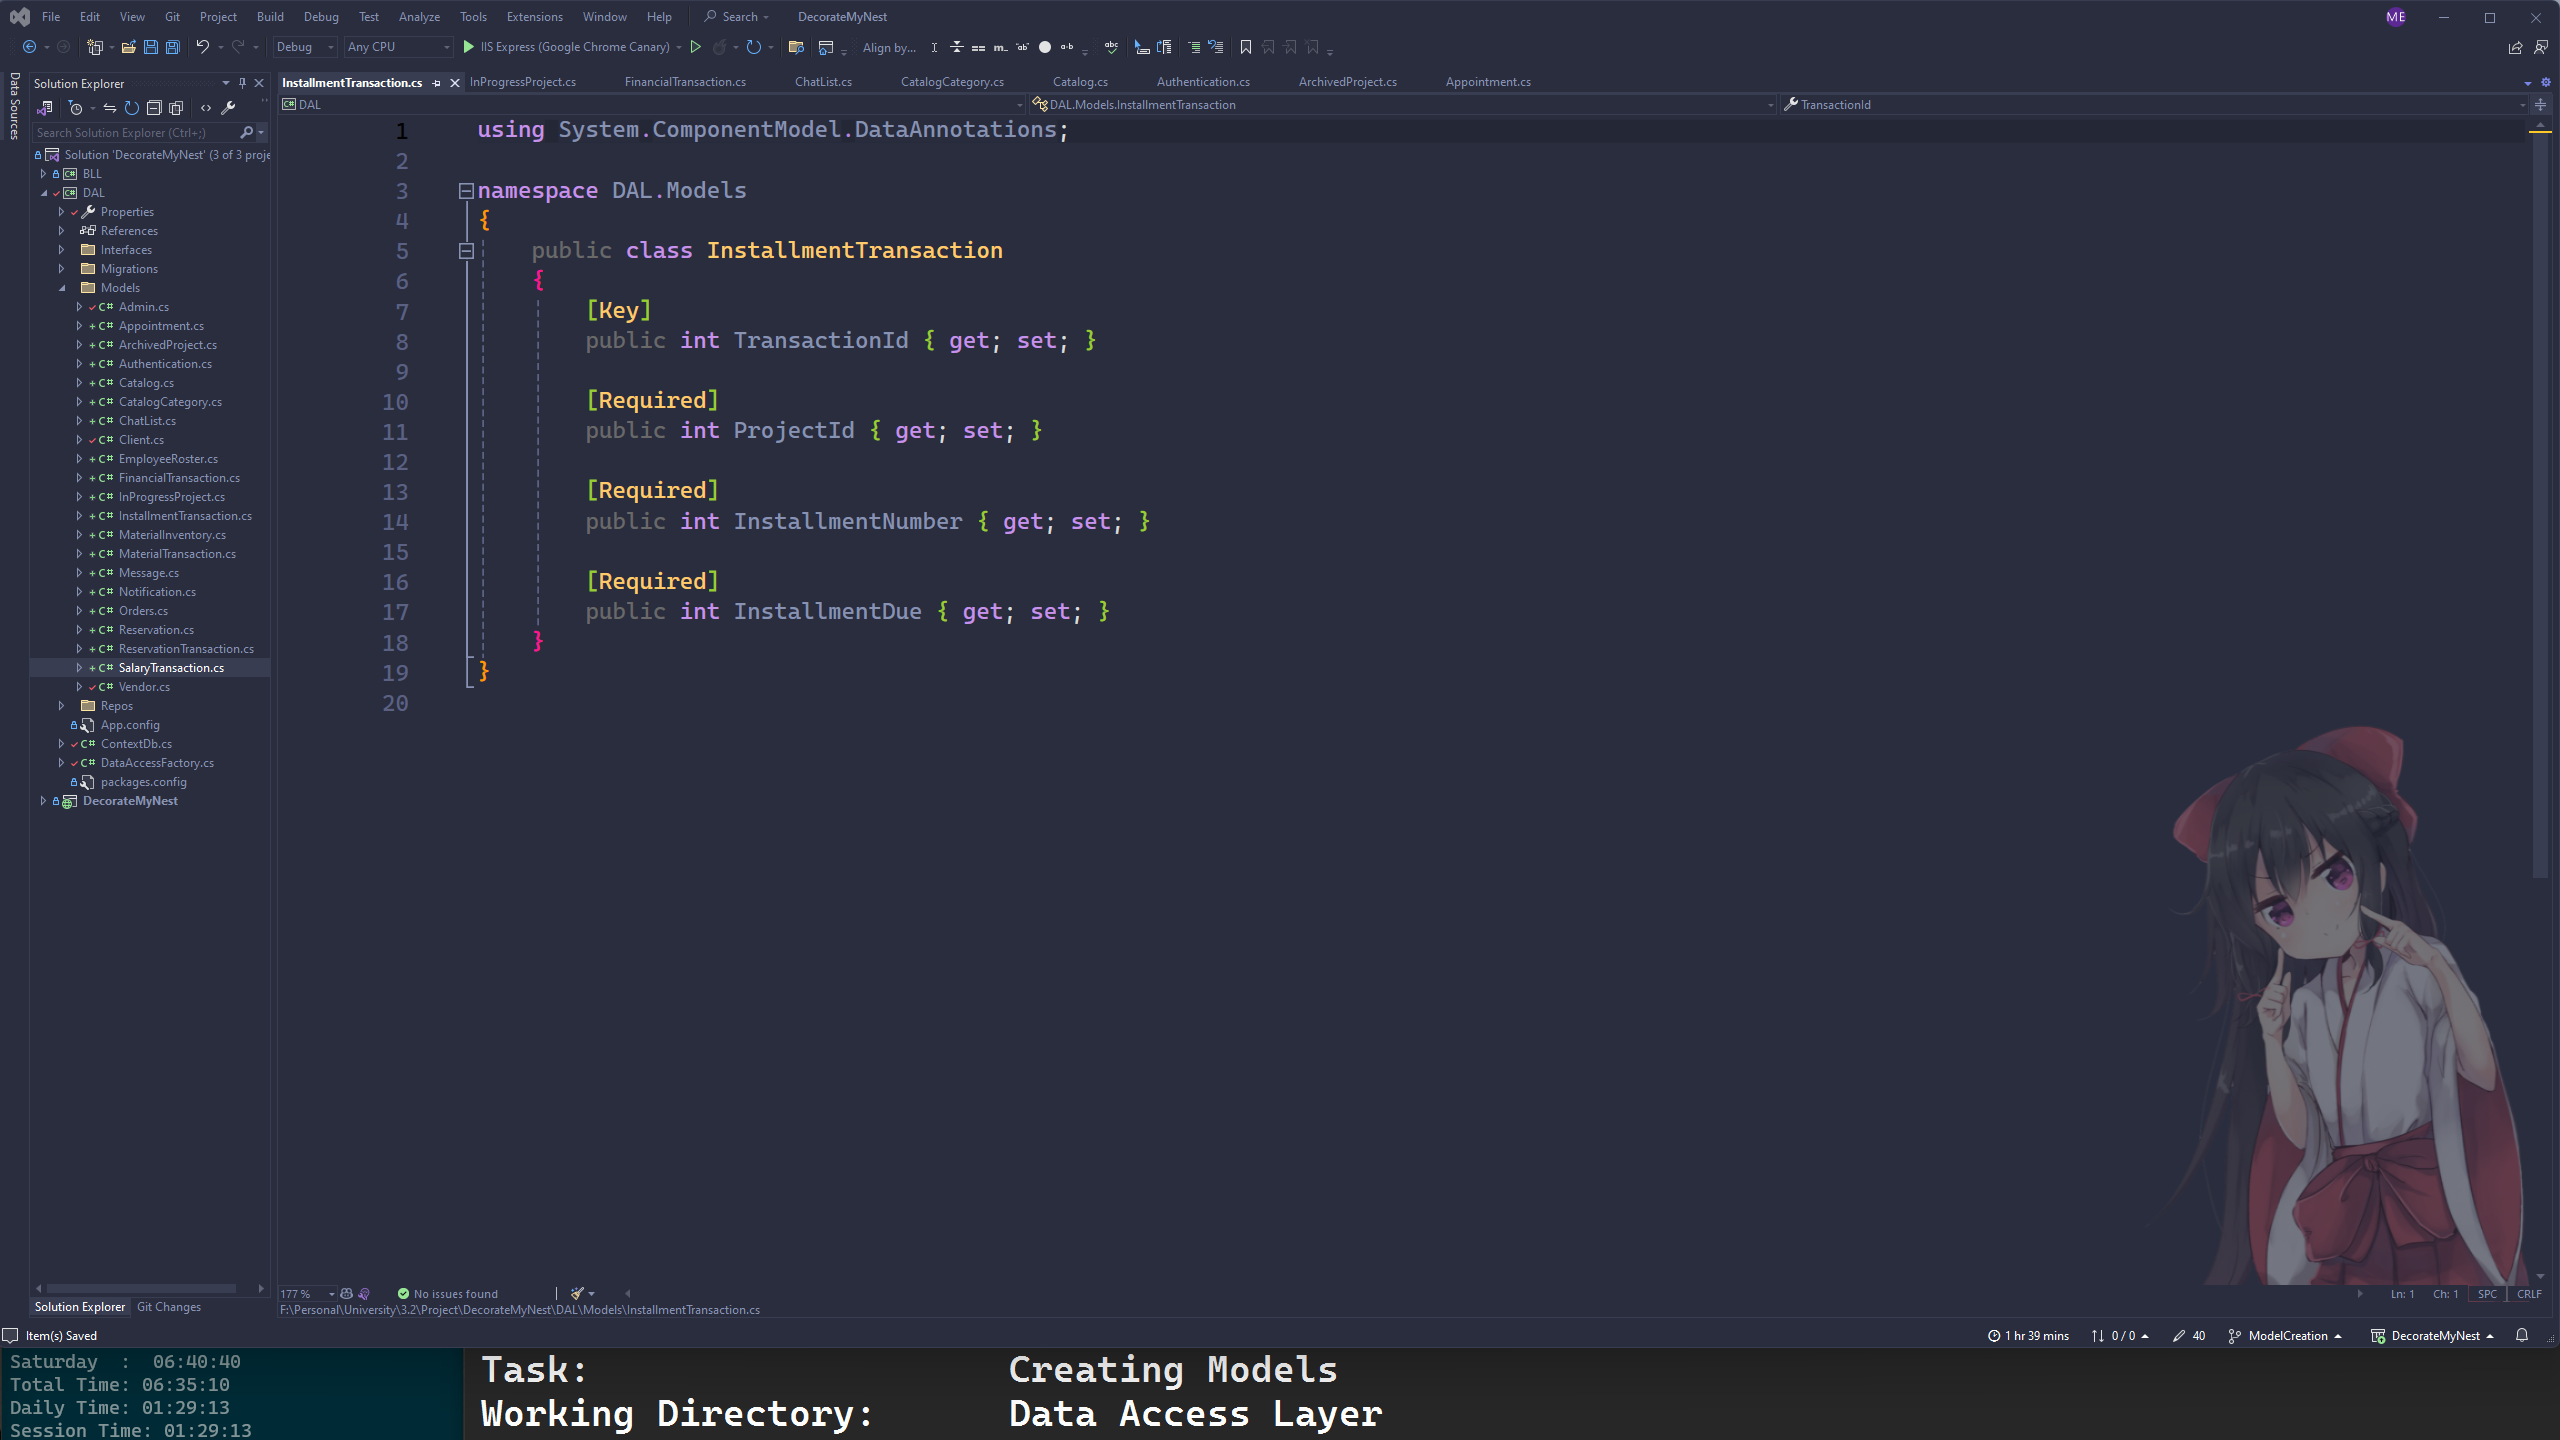 File Edit View Git Project Build Debug Test Analyze Tools Extensions Window Help Search DecorateMyNest ME
Debug Any CPU IIS Express (Google Chrome Canary) Align by...
Data Sources
Solution Explorer
Search Solution Explorer (Ctrl+;)
Solution 'DecorateMyNest' (3 of 3 proje
BLL
DAL
Properties
References
Interfaces
Migrations
Models
C# Admin.cs
C# Appointment.cs
C# ArchivedProject.cs
C# Authentication.cs
C# Catalog.cs
C# CatalogCategory.cs
C# ChatList.cs
C# Client.cs
C# EmployeeRoster.cs
C# FinancialTransaction.cs
C# InProgressProject.cs
C# InstallmentTransaction.cs
C# MaterialInventory.cs
C# MaterialTransaction.cs
C# Message.cs
C# Notification.cs
C# Orders.cs
C# Reservation.cs
C# ReservationTransaction.cs
C# SalaryTransaction.cs
C# Vendor.cs
Repos
App.config
C# ContextDb.cs
C# DataAccessFactory.cs
packages.config
DecorateMyNest
Solution Explorer Git Changes
InstallmentTransaction.cs InProgressProject.cs FinancialTransaction.cs ChatList.cs CatalogCategory.cs Catalog.cs Authentication.cs ArchivedProject.cs Appointment.cs
DAL DAL.Models.InstallmentTransaction TransactionId
1 using System.ComponentModel.DataAnnotations;
2
3 namespace DAL.Models
4 {
5 public class InstallmentTransaction
6 {
7 [Key]
8 public int TransactionId { get; set; }
9
10 [Required]
11 public int ProjectId { get; set; }
12
13 [Required]
14 public int InstallmentNumber { get; set; }
15
16 [Required]
17 public int InstallmentDue { get; set; }
18 }
19 }
20
177 % No issues found Ln: 1 Ch: 1 SPC CRLF
F:\Personal\University\3.2\Project\DecorateMyNest\DAL\Models\InstallmentTransaction.cs
Item(s) Saved 1 hr 39 mins 0 / 0 40 ModelCreation DecorateMyNest
Saturday : 06:40:40
Total Time: 06:35:10
Daily Time: 01:29:13
Session Time: 01:29:13
Task: Creating Models
Working Directory: Data Access Layer